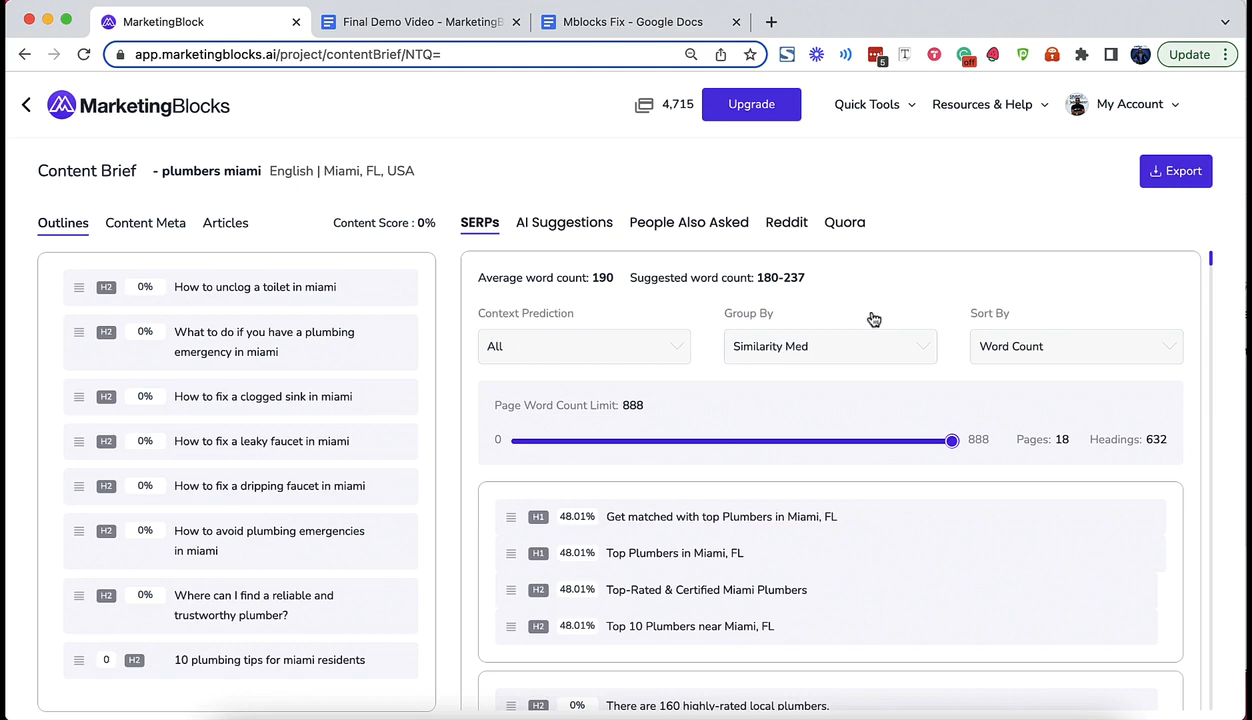 MarketingBlock
Final Demo Video - MarketingB
Mblocks Fix - Google Docs
app.marketingblocks.ai/project/contentBrief/NTQ=
5
T
off
Update
MarketingBlocks
4,715
Upgrade
Quick Tools
Resources & Help
My Account
Content Brief - plumbers miami English | Miami, FL, USA
Export
Outlines
Content Meta
Articles
Content Score : 0%
H2 0% How to unclog a toilet in miami
H2 0% What to do if you have a plumbing
emergency in miami
H2 0% How to fix a clogged sink in miami
H2 0% How to fix a leaky faucet in miami
H2 0% How to fix a dripping faucet in miami
H2 0% How to avoid plumbing emergencies
in miami
H2 0% Where can I find a reliable and
trustworthy plumber?
0 H2 10 plumbing tips for miami residents
SERPs
AI Suggestions
People Also Asked
Reddit
Quora
Average word count: 190 Suggested word count: 180-237
Context Prediction
Group By
Sort By
All
Similarity Med
Word Count
Page Word Count Limit: 888
0 888 Pages: 18 Headings: 632
H1 48.01% Get matched with top Plumbers in Miami, FL
H1 48.01% Top Plumbers in Miami, FL
H2 48.01% Top-Rated & Certified Miami Plumbers
H2 48.01% Top 10 Plumbers near Miami, FL
H2 0% There are 160 highly-rated local plumbers.